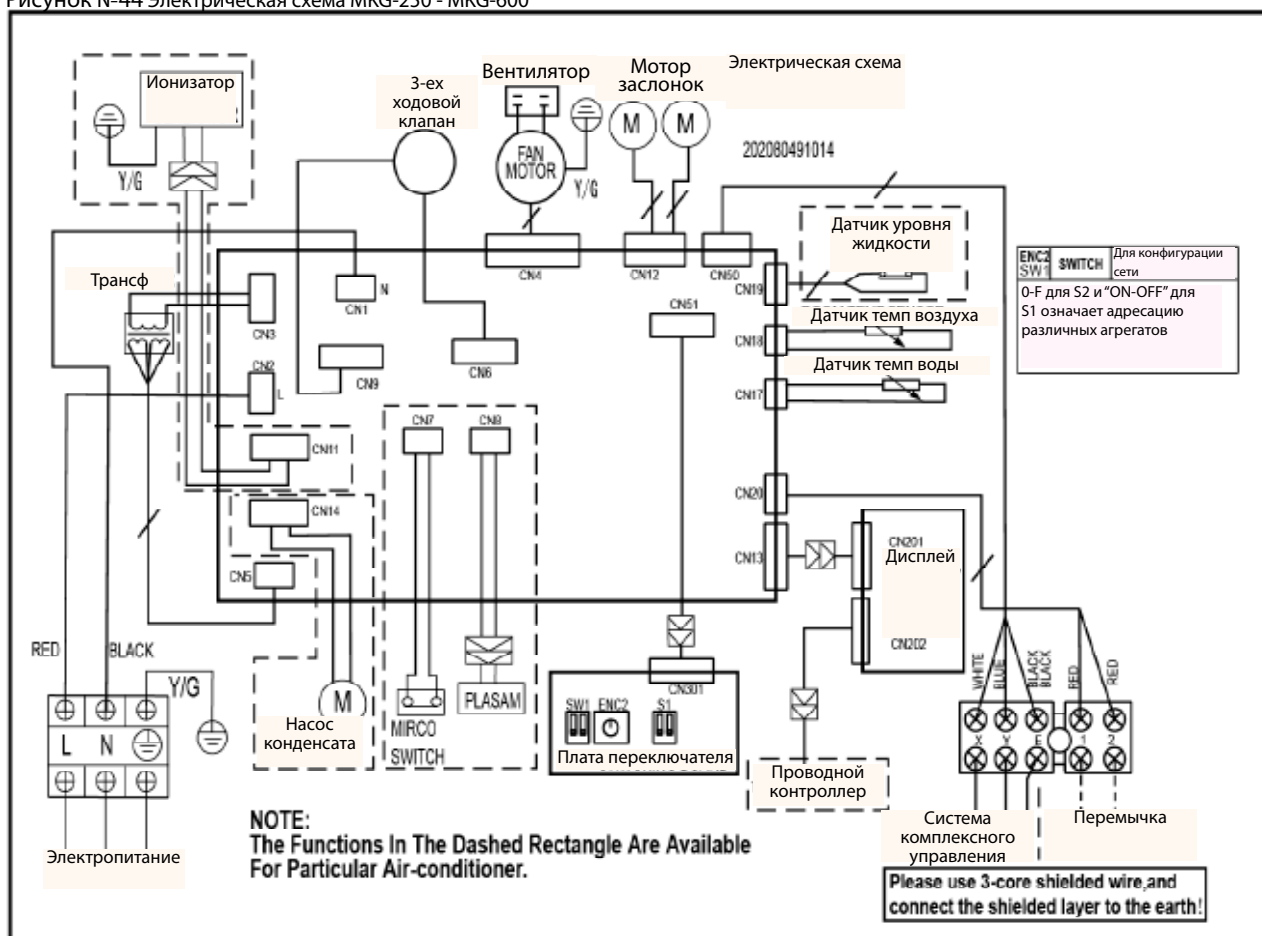 Рисунок №44 Электрическая схема MKG-250 - MKG-600
Ионизатор
Y/G
3-ех
ходовой
клапан
Вентилятор
FAN
MOTOR
Y/G
Мотор
заслонок
M
M
Электрическая схема
202080491014
Трансф
CN3
CN1
N
CN2
L
CN9
CN6
CN4
CN12
CN50
CN51
CN19
Датчик уровня
жидкости
CN18
Датчик темп воздуха
CN17
Датчик темп воды
ENC2
SW1
SWITCH
Для конфигурации
сети
0-F для S2 и “ON-OFF” для
S1 означает адресацию
различных агрегатов
CN11
CN14
CN5
CN7
CN8
CN20
CN13
CN201
Дисплей
CN202
RED
BLACK
Y/G
L
N
Электропитание
M
Насос
конденсата
MIRCO
SWITCH
PLASAM
CN301
SW1
ENC2
S1
Плата переключателя
Проводной
контроллер
WHITE
BLUE
BLACK
BLACK
RED
RED
X
Y
E
1
2
Система
комплексного
управления
Перемычка
NOTE:
The Functions In The Dashed Rectangle Are Available
For Particular Air-conditioner.
Please use 3-core shielded wire,and
connect the shielded layer to the earth!